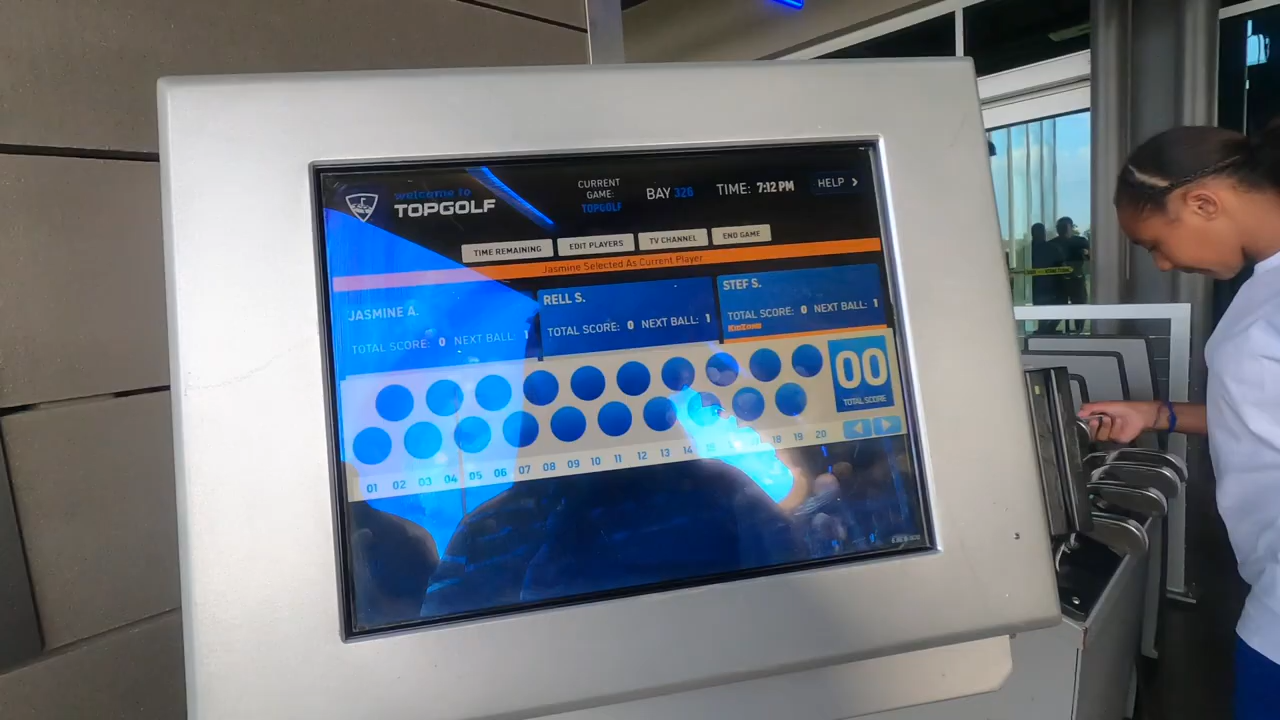 welcome to
TOPGOLF
CURRENT
GAME:
TOPGOLF
BAY 326
TIME: 7:12 PM
HELP >
TIME REMAINING
EDIT PLAYERS
TV CHANNEL
END GAME
Jasmine Selected As Current Player
JASMINE A.
TOTAL SCORE: 0 NEXT BALL: 1
RELL S.
TOTAL SCORE: 0 NEXT BALL: 1
STEF S.
TOTAL SCORE: 0 NEXT BALL: 1
KidZone
00
TOTAL SCORE
01 02 03 04 05 06 07 08 09 10 11 12 13 14 15 18 19 20